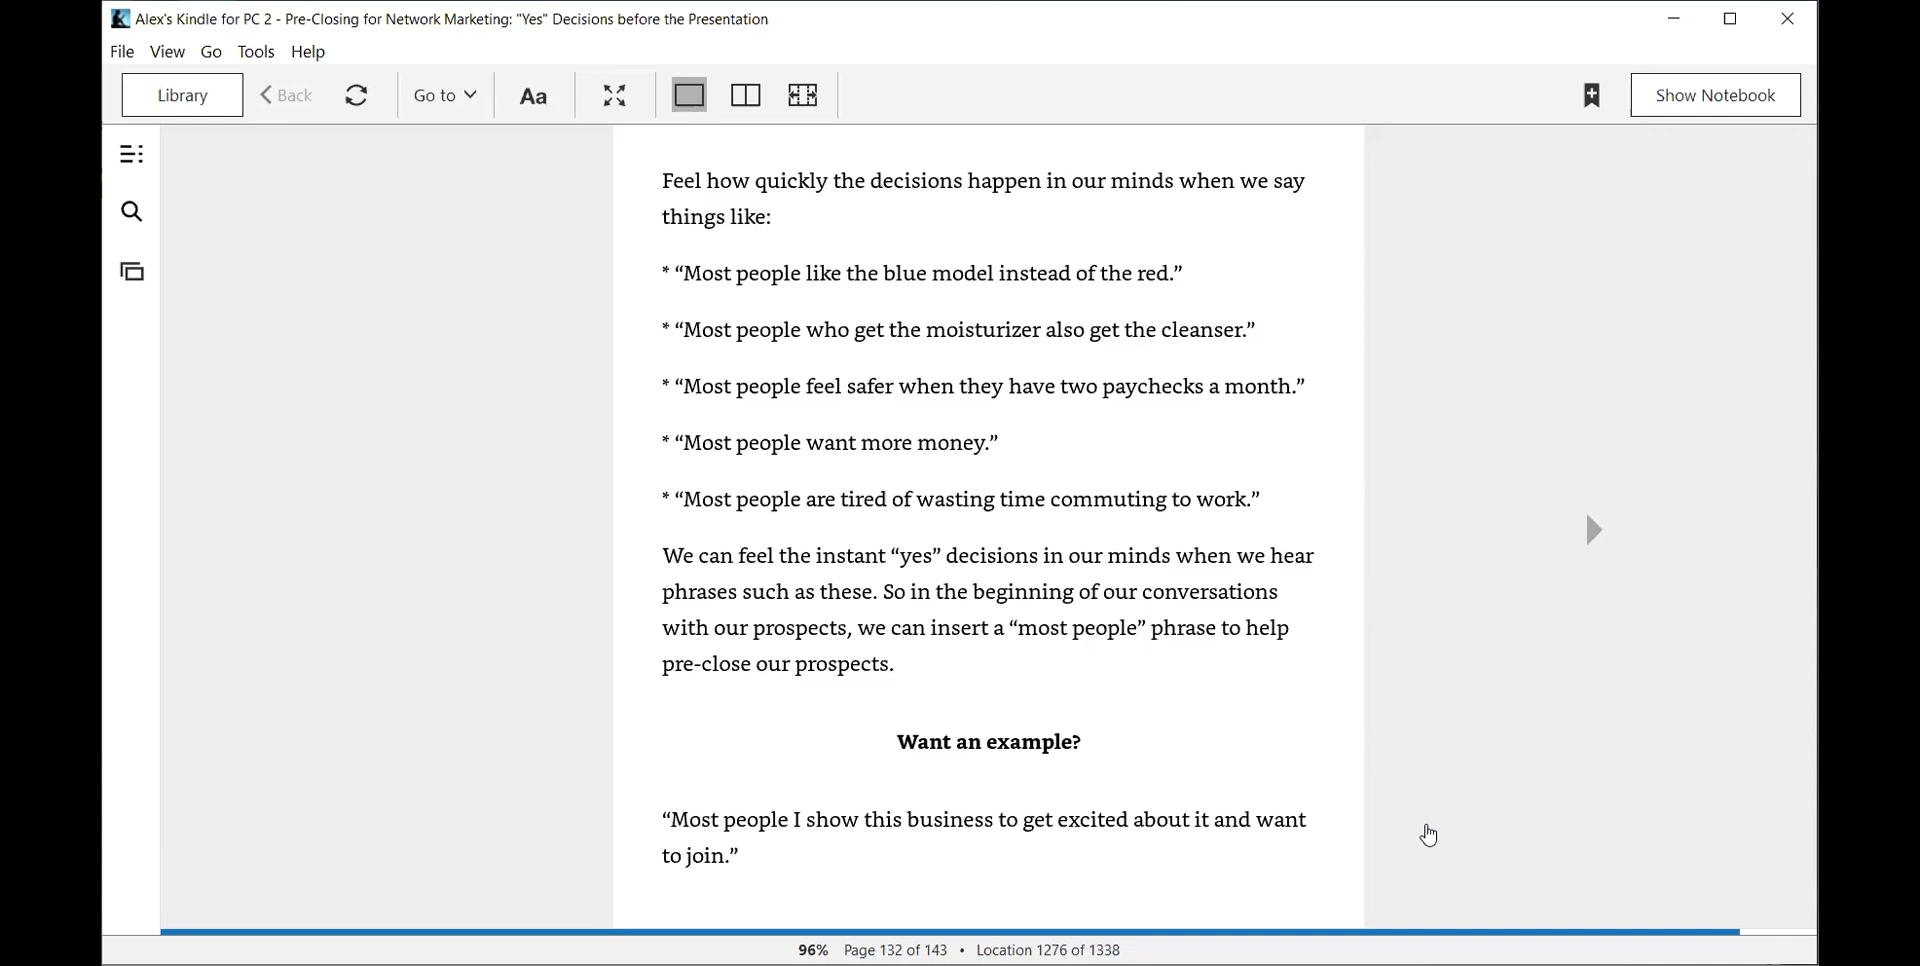 Alex's Kindle for PC 2 - Pre-Closing for Network Marketing: "Yes" Decisions before the Presentation
File View Go Tools Help
Library Back Go to Aa Show Notebook
Feel how quickly the decisions happen in our minds when we say
things like:
* “Most people like the blue model instead of the red.”
* “Most people who get the moisturizer also get the cleanser.”
* “Most people feel safer when they have two paychecks a month.”
* “Most people want more money.”
* “Most people are tired of wasting time commuting to work.”
We can feel the instant “yes” decisions in our minds when we hear
phrases such as these. So in the beginning of our conversations
with our prospects, we can insert a “most people” phrase to help
pre-close our prospects.
Want an example?
“Most people I show this business to get excited about it and want
to join.”
96% Page 132 of 143 • Location 1276 of 1338